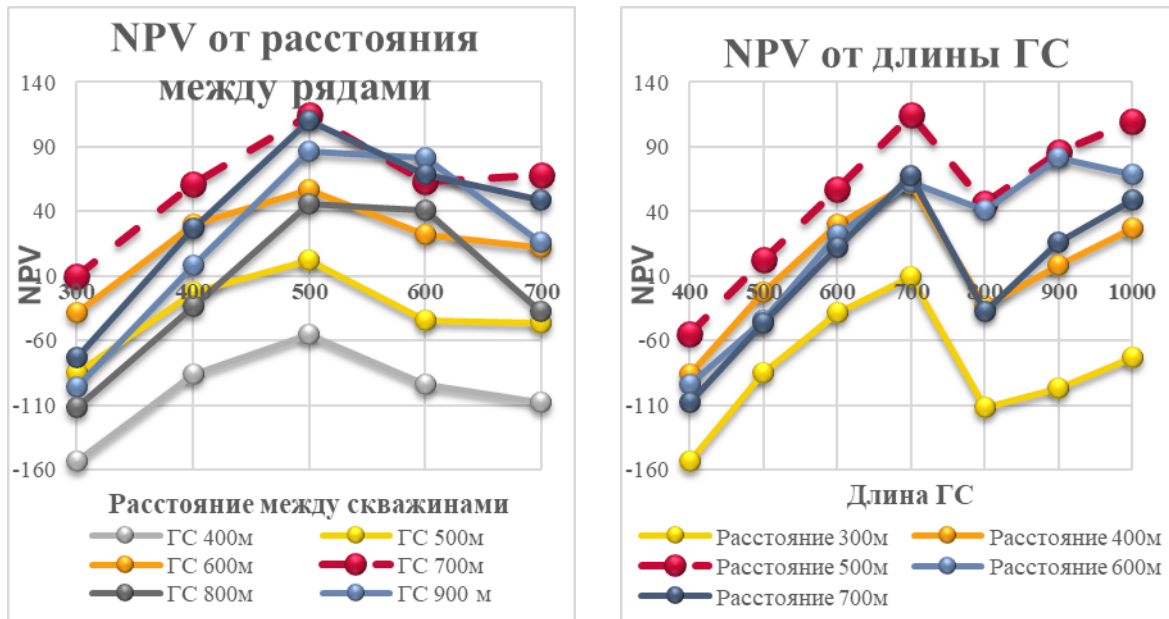 NPV от расстояния
между рядами
140
90
40
-10
-60
-110
-160
NPV
300 400 500 600 700
Расстояние между скважинами
ГС 400м ГС 500м
ГС 600м ГС 700м
ГС 800м ГС 900 м
NPV от длины ГС
140
90
40
-10
-60
-110
-160
NPV
400 500 600 700 800 900 1000
Длина ГС
Расстояние 300м Расстояние 400м
Расстояние 500м Расстояние 600м
Расстояние 700м